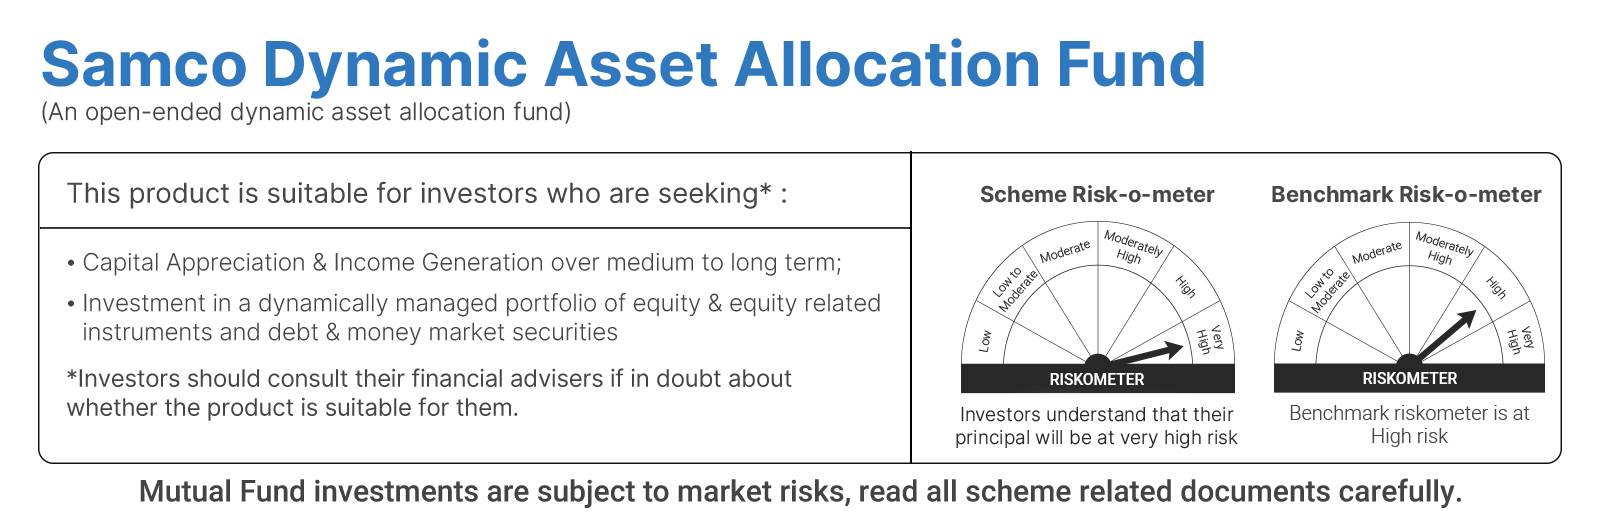 Samco Dynamic Asset Allocation Fund
(An open-ended dynamic asset allocation fund)
This product is suitable for investors who are seeking* :
• Capital Appreciation & Income Generation over medium to long term;
• Investment in a dynamically managed portfolio of equity & equity related
instruments and debt & money market securities
*Investors should consult their financial advisers if in doubt about
whether the product is suitable for them.
Scheme Risk-o-meter
Low
Low to
Moderate
Moderate
Moderately
High
High
Very
High
RISKOMETER
Investors understand that their
principal will be at very high risk
Benchmark Risk-o-meter
Low
Low to
Moderate
Moderate
Moderately
High
High
Very
High
RISKOMETER
Benchmark riskometer is at
High risk
Mutual Fund investments are subject to market risks, read all scheme related documents carefully.